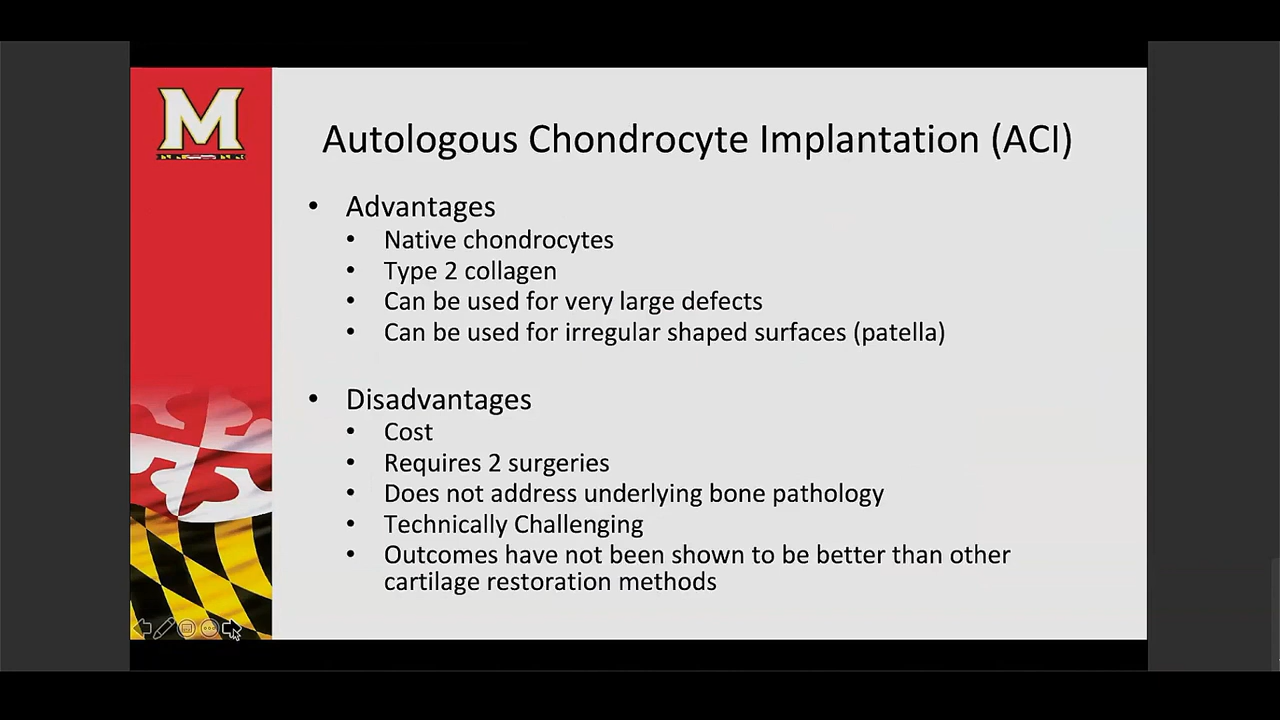 M
Autologous Chondrocyte Implantation (ACI)
• Advantages
• Native chondrocytes
• Type 2 collagen
• Can be used for very large defects
• Can be used for irregular shaped surfaces (patella)
• Disadvantages
• Cost
• Requires 2 surgeries
• Does not address underlying bone pathology
• Technically Challenging
• Outcomes have not been shown to be better than other
cartilage restoration methods